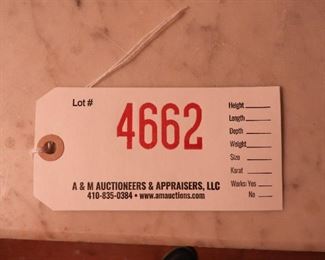 Lot #
4662
Height
Length
Depth
Weight
Size
Karat
Works: Yes
No
A & M AUCTIONEERS & APPRAISERS, LLC
410-835-0384 • www.amauctions.com